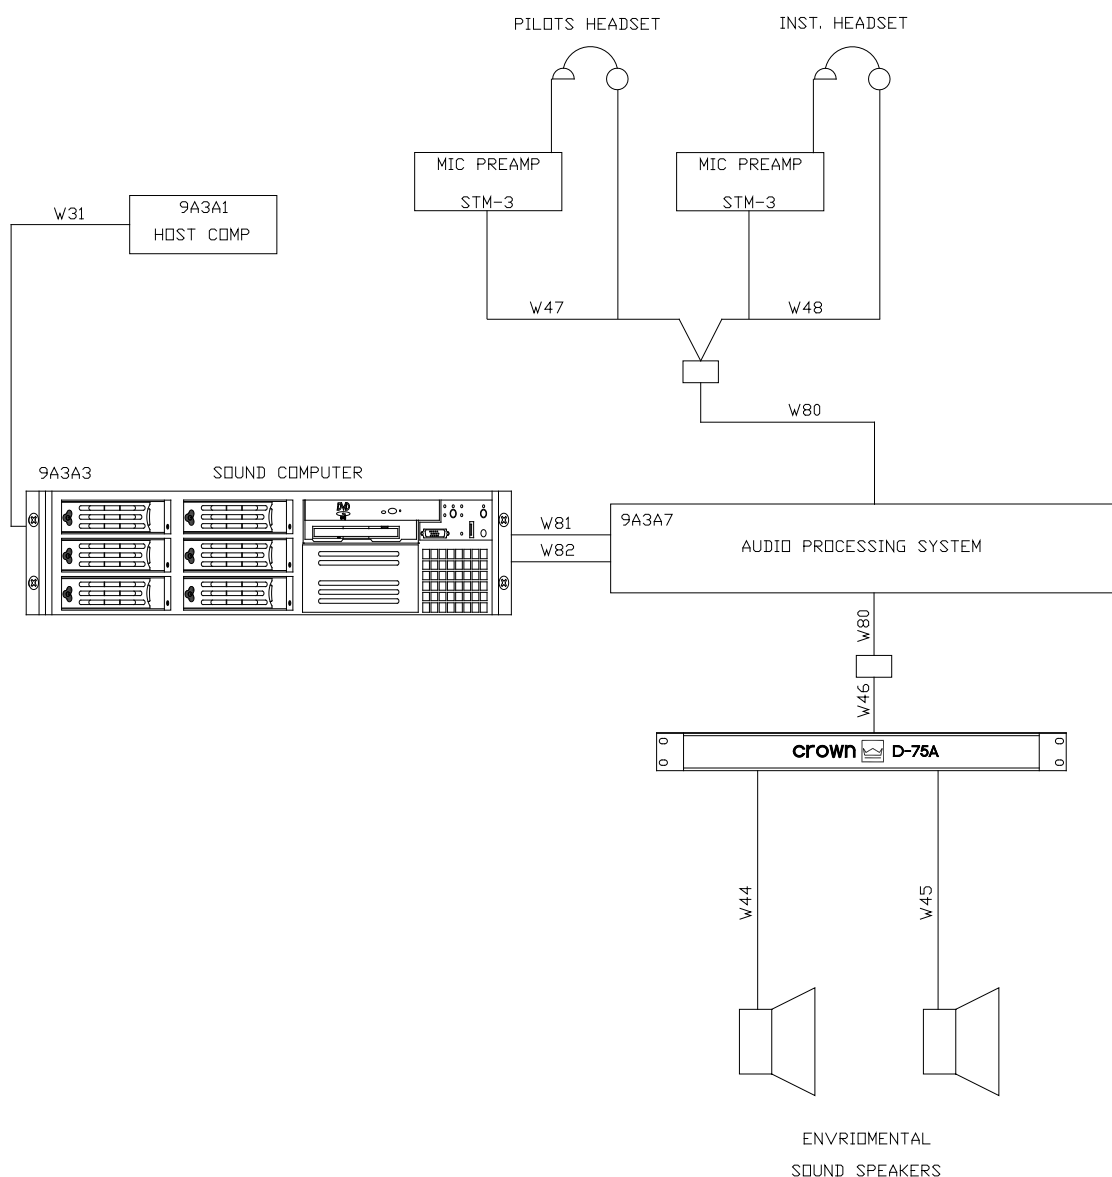 PILOTS HEADSET
INST. HEADSET
MIC PREAMP
STM-3
MIC PREAMP
STM-3
9A3A1
HOST COMP
W31
W47
W48
W80
9A3A3
SOUND COMPUTER
DVD
W81
W82
9A3A7
AUDIO PROCESSING SYSTEM
W80
W46
crown D-75A
W44
W45
ENVRIOMENTAL
SOUND SPEAKERS